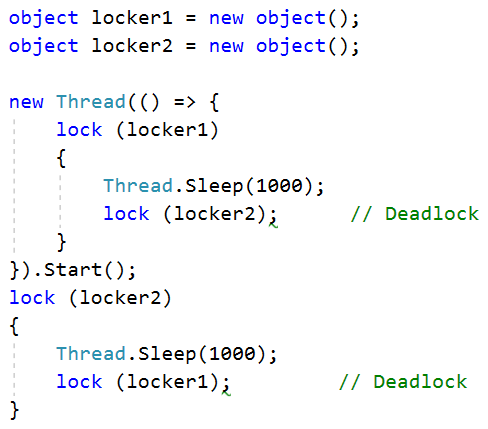 object locker1 = new object();
object locker2 = new object();

new Thread(() => {
    lock (locker1)
    {
        Thread.Sleep(1000);
        lock (locker2);      // Deadlock
    }
}).Start();
lock (locker2)
{
    Thread.Sleep(1000);
    lock (locker1);         // Deadlock
}